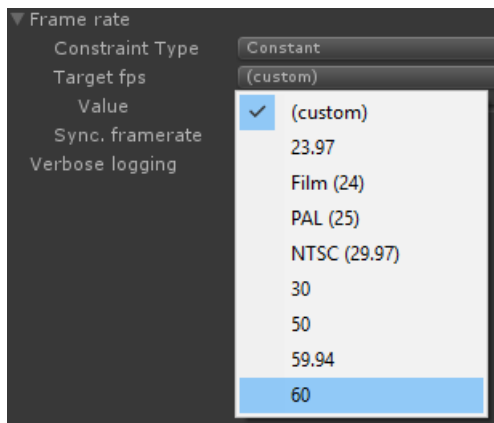 Frame rate
Constraint Type Constant
Target fps (custom)
Value
Sync. framerate
Verbose logging
(custom)
23.97
Film (24)
PAL (25)
NTSC (29.97)
30
50
59.94
60